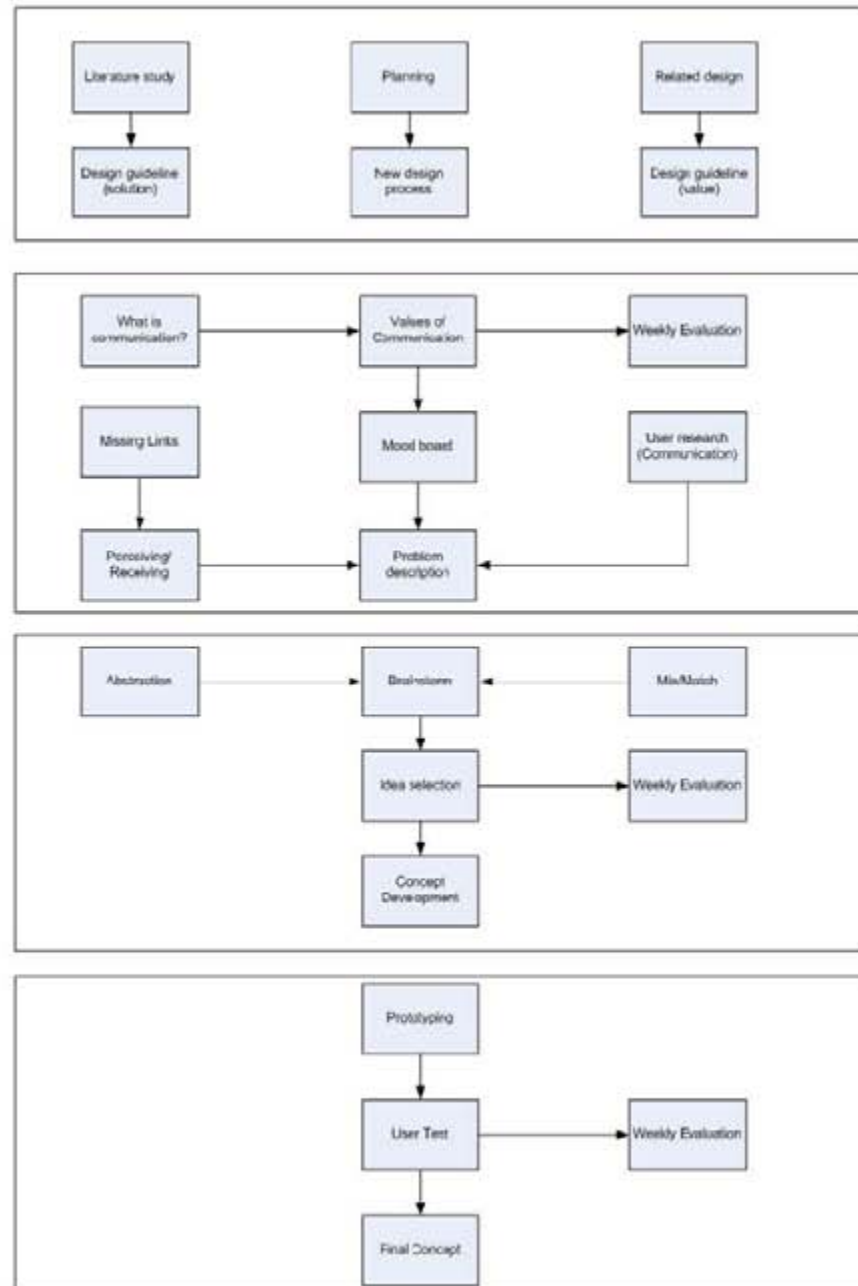 Literature study
Planning
Related design
Design guideline
(solution)
New design
process
Design guideline
(value)
What is
communication?
Values of
Communication
Weekly Evaluation
Missing Links
Mood board
User research
(Communication)
Perceiving/
Receiving
Problem
description
Abstraction
Brainstorm
Mix/Match
Idea selection
Weekly Evaluation
Concept
Development
Prototyping
User Test
Weekly Evaluation
Final Concept